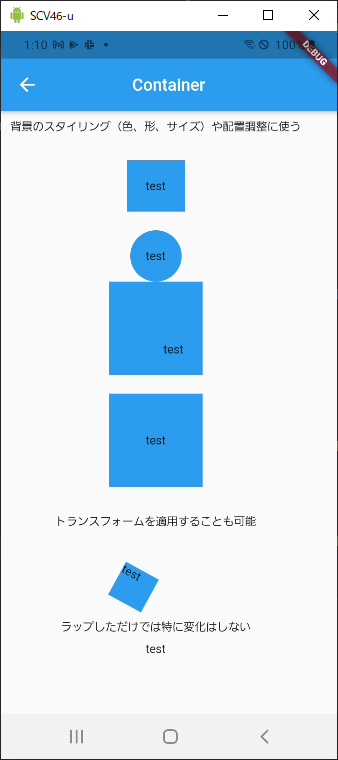 SCV46-u
1:10
100%
DEBUG
Container
背景のスタイリング（色、形、サイズ）や配置調整に使う
test
test
test
test
トランスフォームを適用することも可能
test
ラップしただけでは特に変化はしない
test